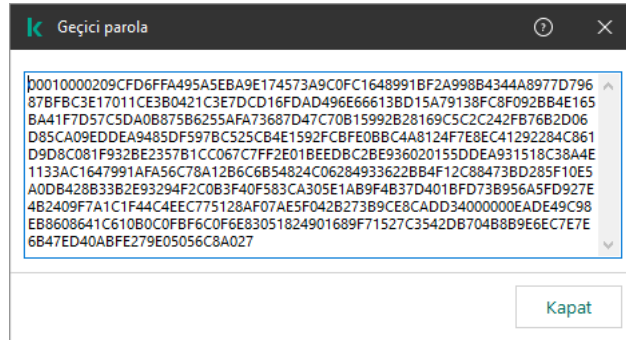 Geçici parola
00010000209CFD6FFA495A5EBA9E174573A9C0FC1648991BF2A998B4344A8977D796
87BFBC3E17011CE3B0421C3E7DCD16FDAD496E66613BD15A79138FC8F092BB4E165
BA41F7D57C5DA0B875B6255AFA73687D47C70B15992B28169C5C2C242FB76B2D06
D85CA09EDDEA9485DF597BC525CB4E1592FCBFE0BBC4A8124F7E8EC41292284C861
D9D8C081F932BE2357B1CC067C7FF2E01BEEDBC2BE936020155DDEA931518C38A4E
1133AC1647991AFA56C78A12B6C6B54824C06284933622BB4F12C88473BD285F10E5
A0DB428B33B2E93294F2C0B3F40F583CA305E1AB9F4B37D401BFD73B956A5FD927E
4B2409F7A1C1F44C4EEC775128AF07AE5F042B273B9CE8CADD34000000EADE49C98
EB8608641C610B0C0FBF6C0F6E83051824901689F71527C3542DB704B8B9E6EC7E7E
6B47ED40ABFE279E05056C8A027
Kapat